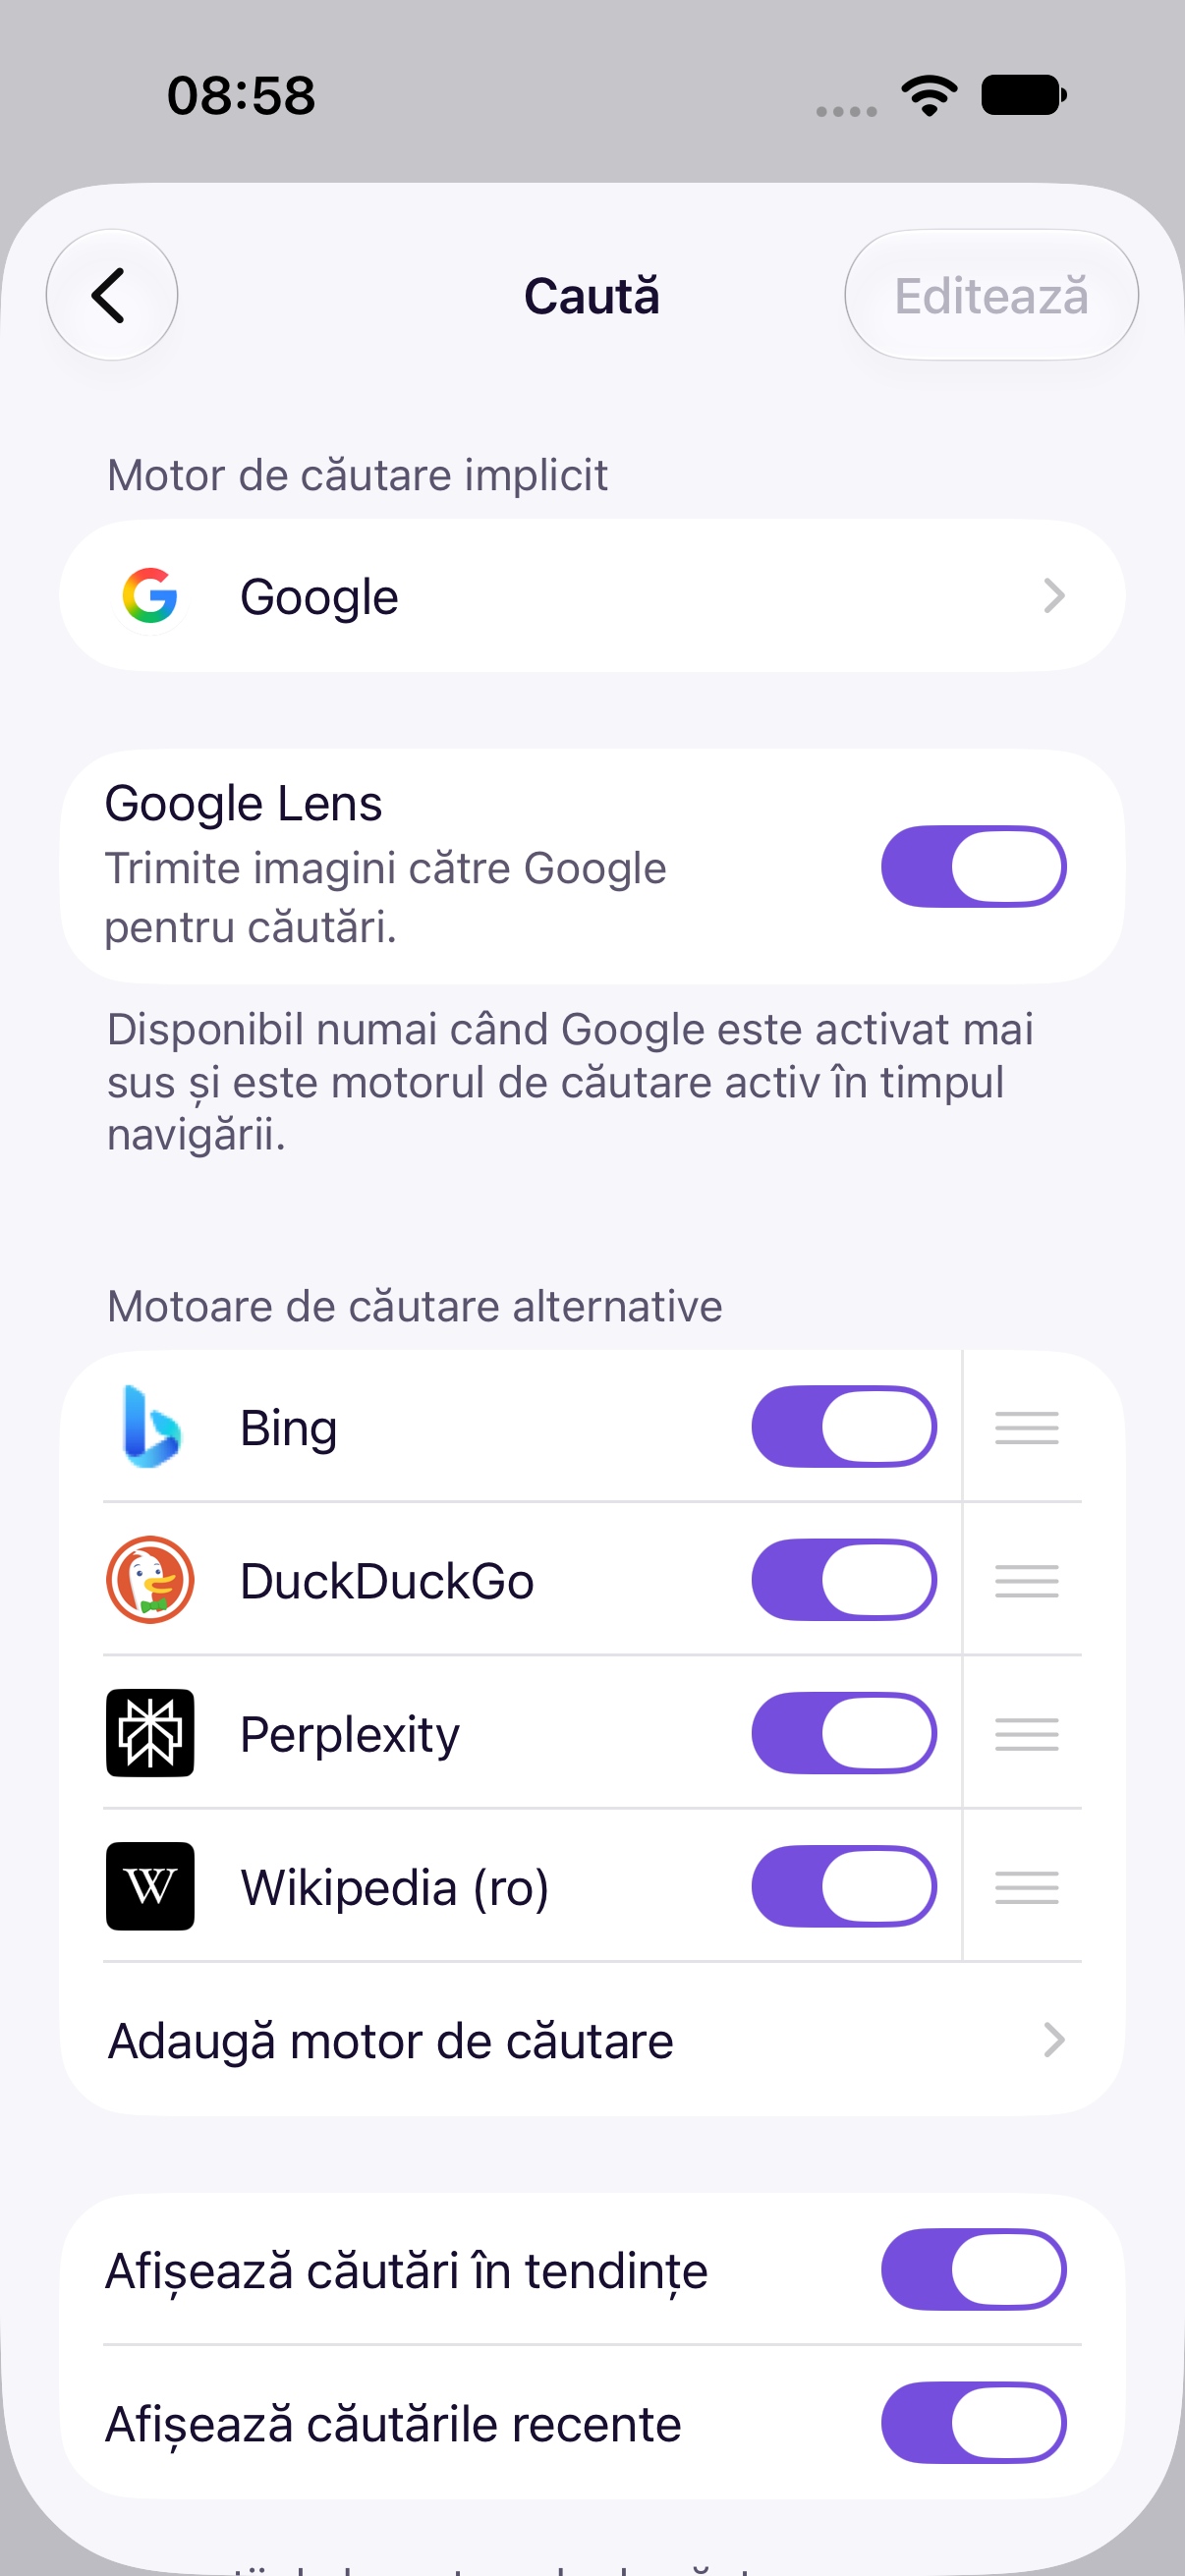 08:58
Caută
Editează
Motor de căutare implicit
Google
Google Lens
Trimite imagini către Google
pentru căutări.
Disponibil numai când Google este activat mai
sus și este motorul de căutare activ în timpul
navigării.
Motoare de căutare alternative
Bing
DuckDuckGo
Perplexity
Wikipedia (ro)
Adaugă motor de căutare
Afișează căutări în tendințe
Afișează căutările recente